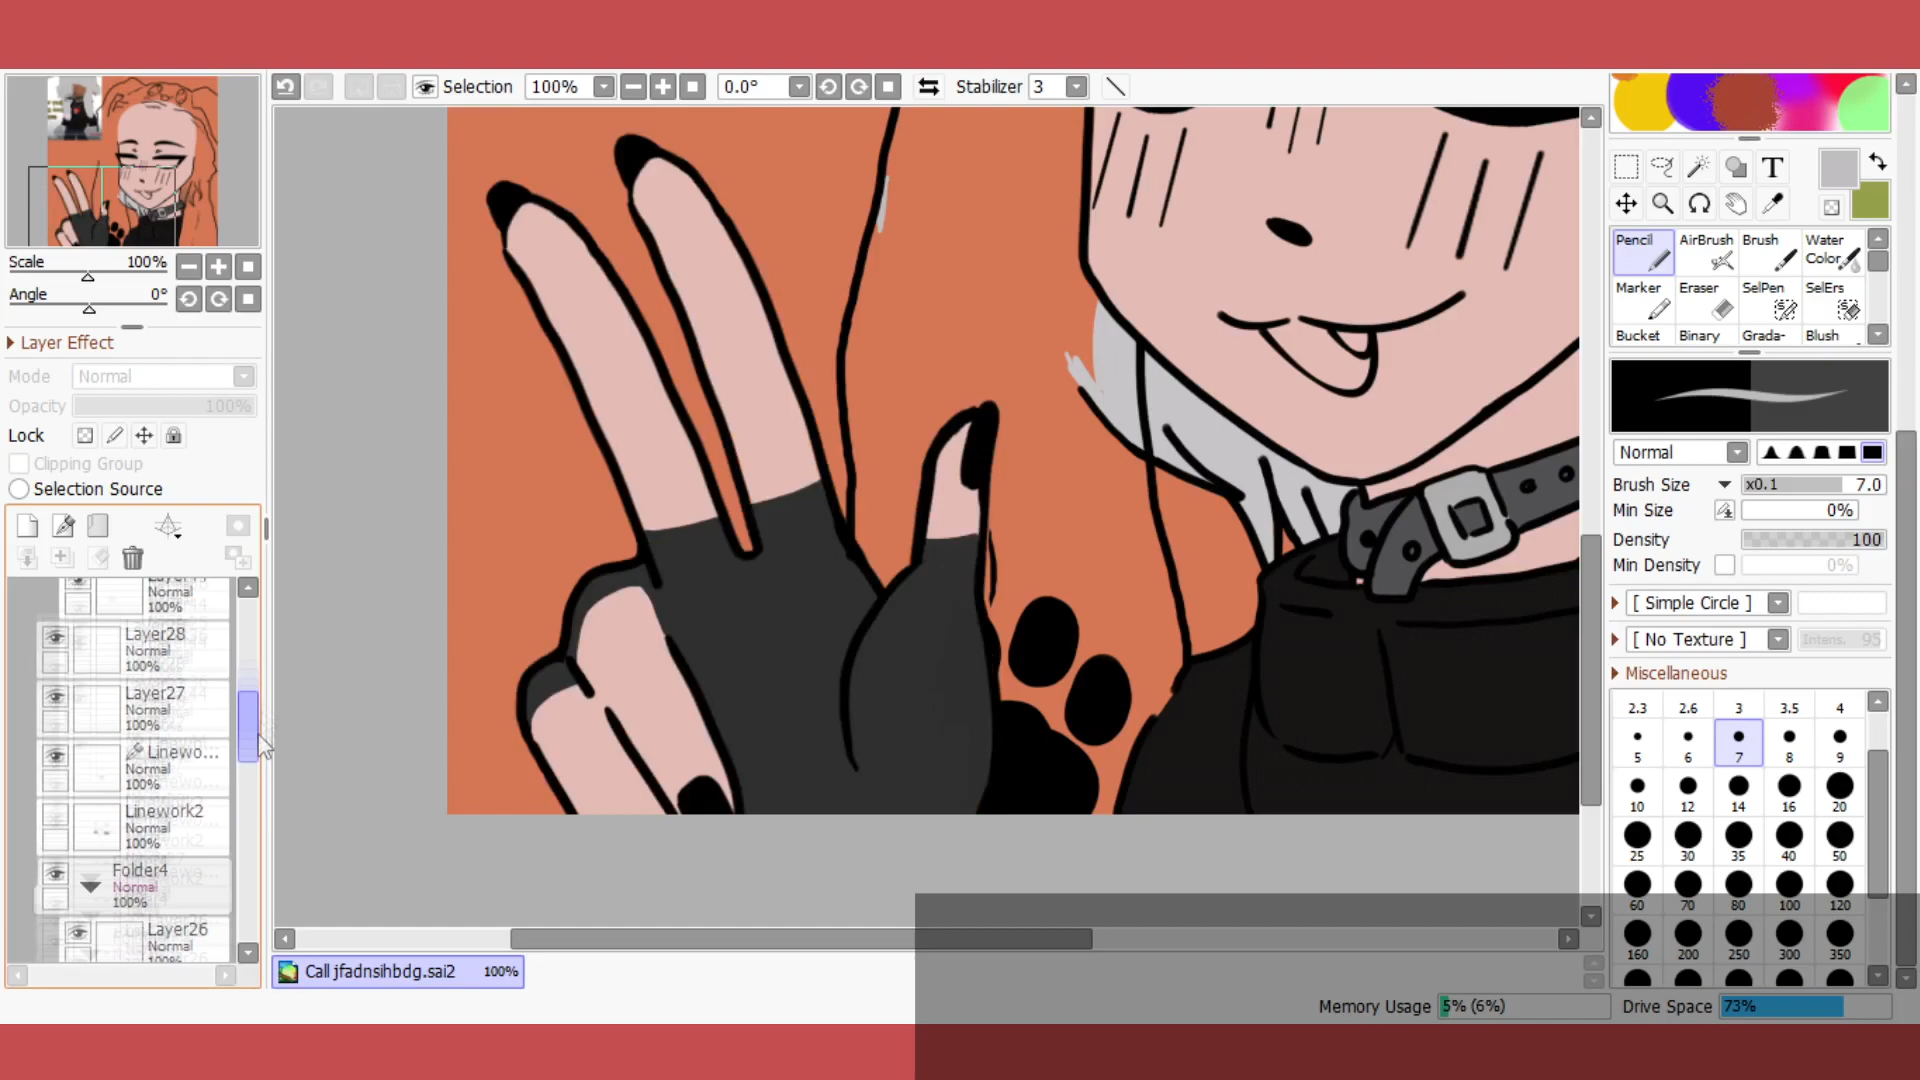 Selection 100% 0.0° Stabilizer 3
Scale 100%
Angle 0°
Layer Effect
Mode Normal
Opacity 100%
Lock
Clipping Group
Selection Source
Normal
100%
Layer28
Normal
100%
Layer27
Normal
100%
Linewo...
Normal
100%
Linework2
Normal
100%
Folder4
Normal
100%
Layer26
Normal
100%
Call jfadnsihbdg.sai2 100%
T
Pencil AirBrush Brush Water Color
Marker Eraser SelPen SelErs
Bucket Binary Grada- Blush
Normal
Brush Size x0.1 7.0
Min Size 0%
Density 100
Min Density 0%
[ Simple Circle ]
[ No Texture ] Intens. 95
Miscellaneous
2.3 2.6 3 3.5 4
5 6 7 8 9
10 12 14 16 20
25 30 35 40 50
60 70 80 100 120
160 200 250 300 350
Memory Usage 5% (6%) Drive Space 73%